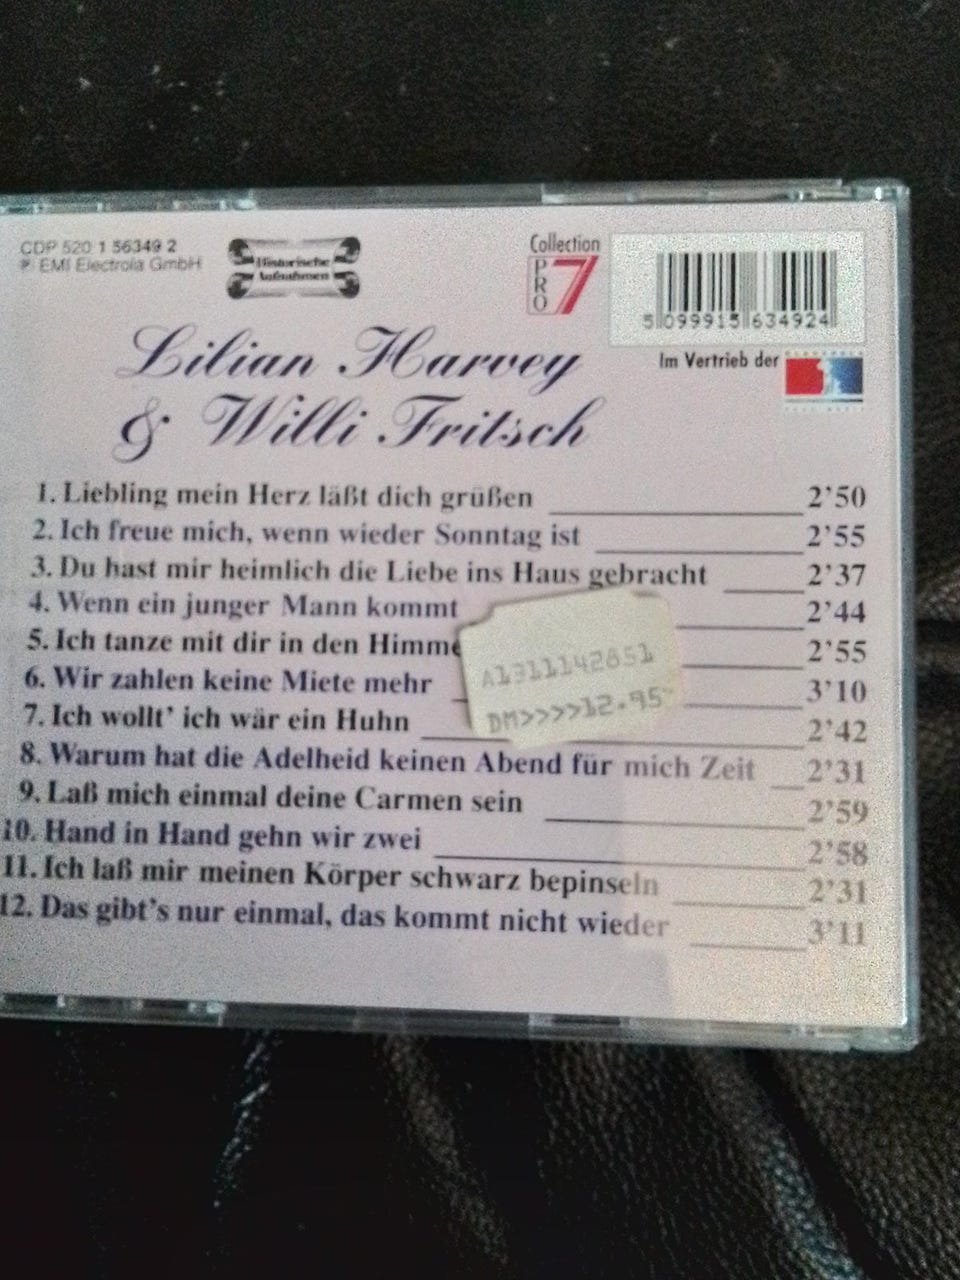 CDP 520 1 56349 2
℗ EMI Electrola GmbH
Historische
Aufnahmen
Collection
PRO 7
5 099915 634924
Im Vertrieb der
Lilian Harvey
& Willi Fritsch
1. Liebling mein Herz läßt dich grüßen 2'50
2. Ich freue mich, wenn wieder Sonntag ist 2'55
3. Du hast mir heimlich die Liebe ins Haus gebracht 2'37
4. Wenn ein junger Mann kommt 2'44
5. Ich tanze mit dir in den Himme 2'55
6. Wir zahlen keine Miete mehr 3'10
7. Ich wollt' ich wär ein Huhn 2'42
8. Warum hat die Adelheid keinen Abend für mich Zeit 2'31
9. Laß mich einmal deine Carmen sein 2'59
10. Hand in Hand gehn wir zwei 2'58
11. Ich laß mir meinen Körper schwarz bepinseln 2'31
12. Das gibt's nur einmal, das kommt nicht wieder 3'11
A1311142851
DM>>>>12.95